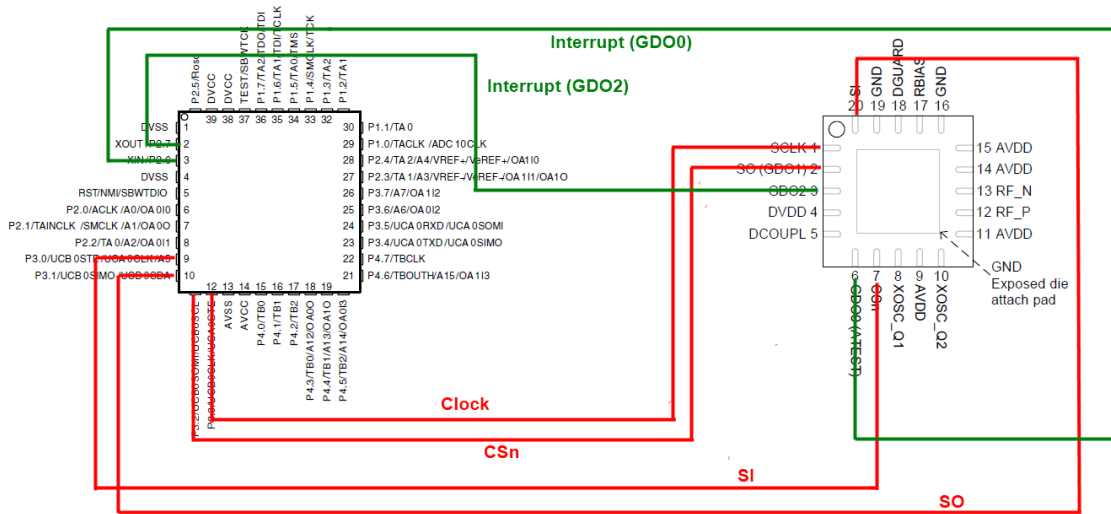 Interrupt (GDO0)
Interrupt (GDO2)
P2.5/Rosc
DVCC
DVCC
TEST/SBWTCK
P1.7/TA2/TDO/TDI
P1.6/TA1/TDI/TCLK
P1.5/TA0/TMS
P1.4/SMCLK/TCK
P1.3/TA2
P1.2/TA1
39 38 37 36 35 34 33 32
DVSS 1
XOUT/P2.7 2
XIN/P2.6 3
DVSS 4
RST/NMI/SBWTDIO 5
P2.0/ACLK/A0/OA0I0 6
P2.1/TAINCLK/SMCLK/A1/OA0O 7
P2.2/TA0/A2/OA0I1 8
P3.0/UCB0STE/UCA0CLK/A5 9
P3.1/UCB0SIMO/UCB0SDA 10
30 P1.1/TA0
29 P1.0/TACLK/ADC10CLK
28 P2.4/TA2/A4/VREF+/VeREF+/OA1I0
27 P2.3/TA1/A3/VREF-/VeREF-/OA1I1/OA1O
26 P3.7/A7/OA1I2
25 P3.6/A6/OA0I2
24 P3.5/UCA0RXD/UCA0SOMI
23 P3.4/UCA0TXD/UCA0SIMO
22 P4.7/TBCLK
21 P4.6/TBOUTH/A15/OA1I3
12 13 14 15 16 17 18 19
P3.2/UCB0SOMI/UCB0SCL
P3.3/UCB0CLK/UCA0STE
AVSS
AVCC
P4.0/TB0
P4.1/TB1
P4.2/TB2
P4.3/TB0/A12/OA0O
P4.4/TB1/A13/OA1O
P4.5/TB2/A14/OA0I3
SI
GND
DGUARD
RBIAS
GND
20 19 18 17 16
SCLK 1
SO (GDO1) 2
GDO2 3
DVDD 4
DCOUPL 5
15 AVDD
14 AVDD
13 RF_N
12 RF_P
11 AVDD
6 7 8 9 10
GDO0 (ATEST)
CSn
XOSC_Q1
AVDD
XOSC_Q2
GND
Exposed die
attach pad
Clock
CSn
SI
SO